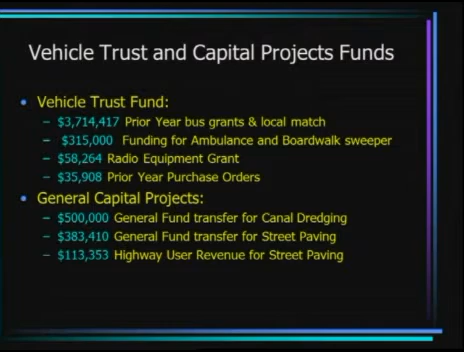 Vehicle Trust and Capital Projects Funds
• Vehicle Trust Fund:
– $3,714,417 Prior Year bus grants & local match
– $315,000 Funding for Ambulance and Boardwalk sweeper
– $58,264 Radio Equipment Grant
– $35,908 Prior Year Purchase Orders
• General Capital Projects:
– $500,000 General Fund transfer for Canal Dredging
– $383,410 General Fund transfer for Street Paving
– $113,353 Highway User Revenue for Street Paving